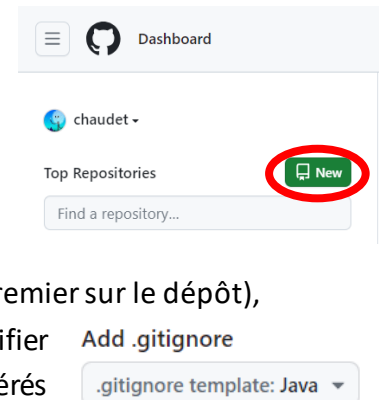 Dashboard
chaudet
Top Repositories
New
Find a repository...
remier sur le dépôt),
ifier
Add .gitignore
érés
.gitignore template: Java